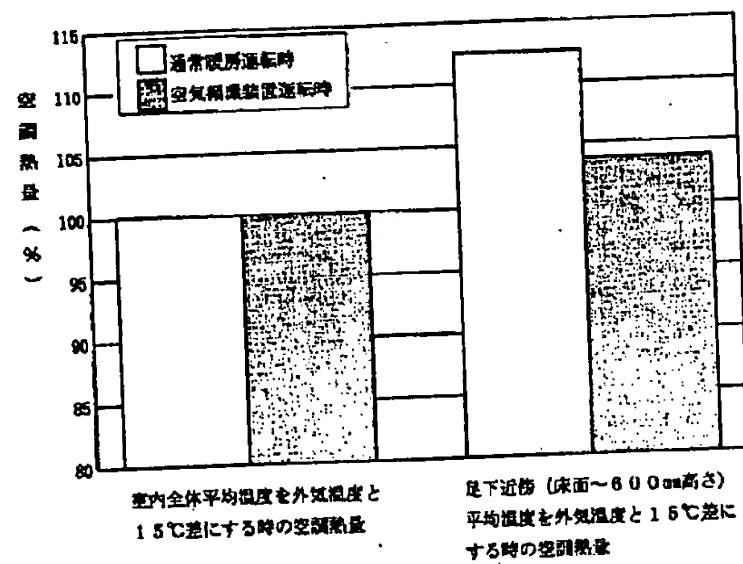 空調熱量(%)
115
110
105
100
95
90
85
80
通常暖房運転時
空気循環装置運転時
室内全体平均温度を外気温度と
15℃差にする時の空調熱量
足下近傍(床面~600mm高さ)
平均温度を外気温度と15℃差に
する時の空調熱量